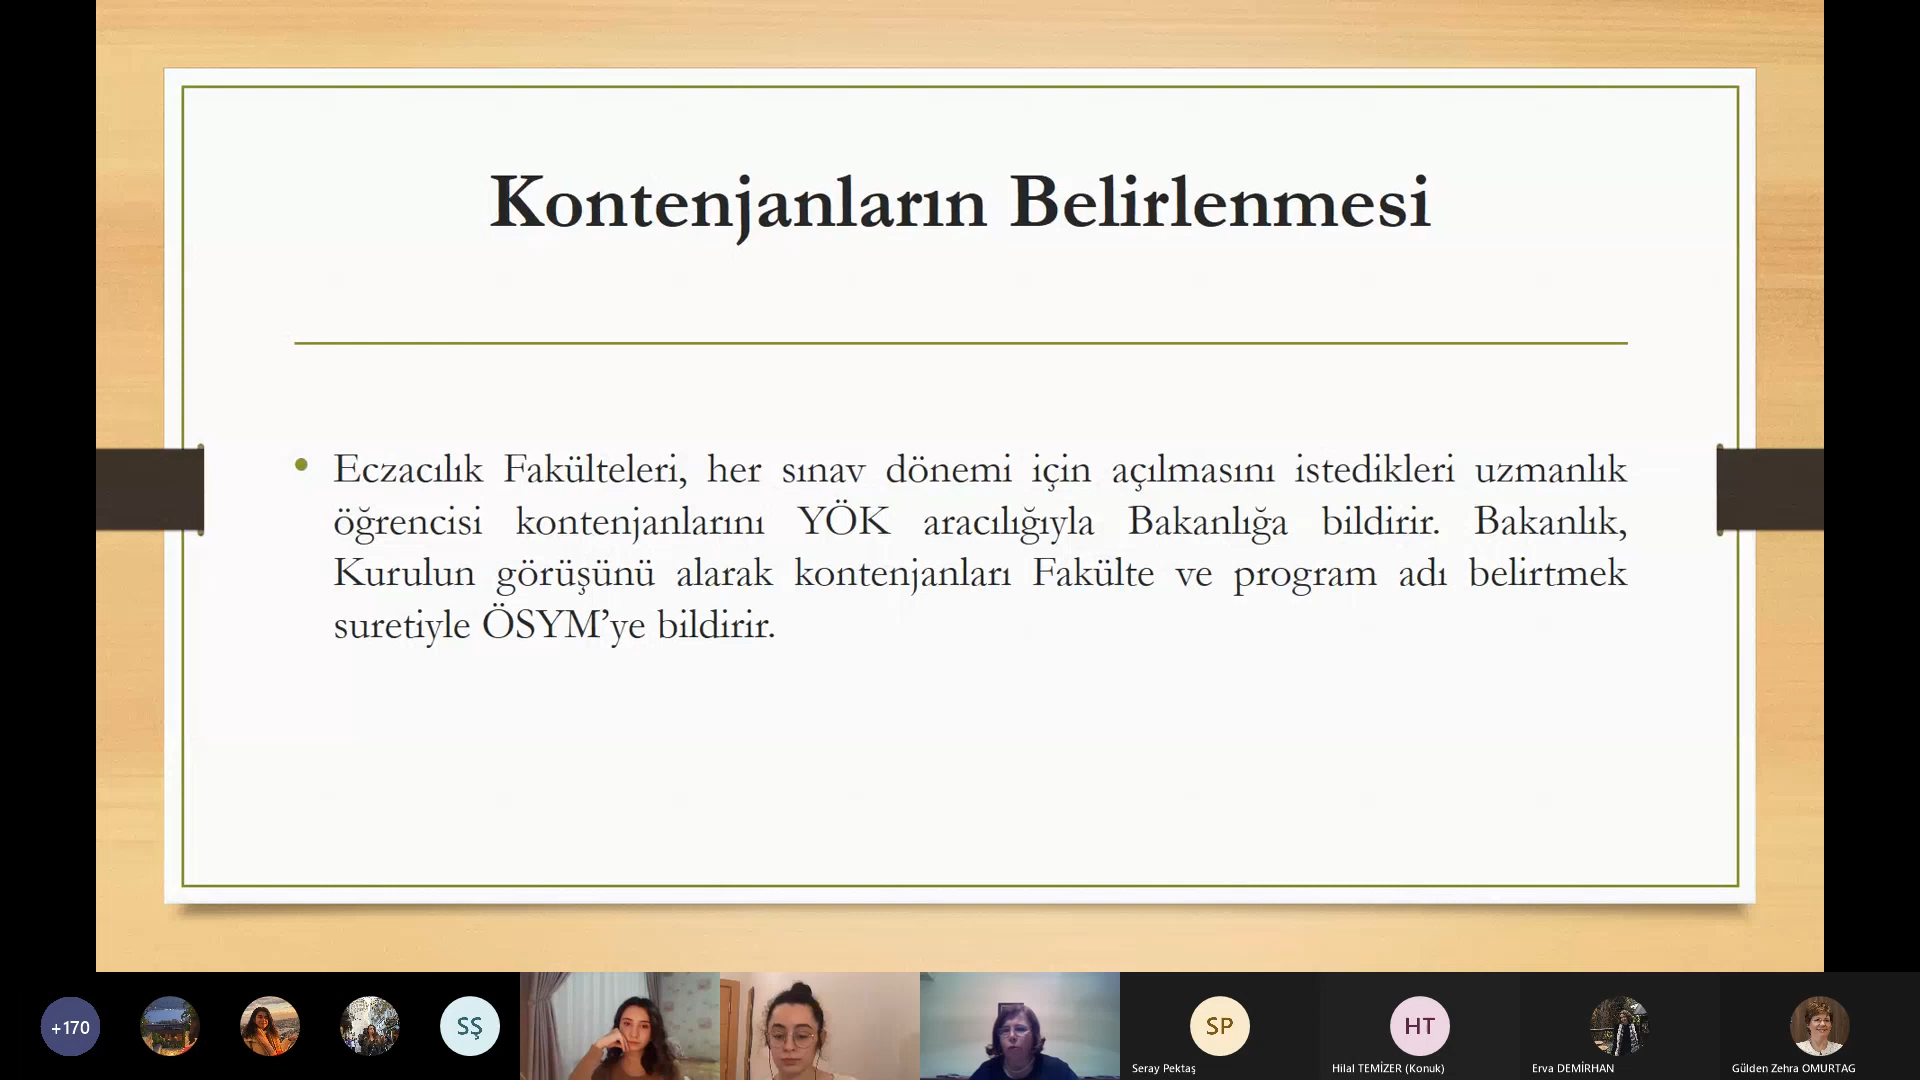 Kontenjanların Belirlenmesi
• Eczacılık Fakülteleri, her sınav dönemi için açılmasını istedikleri uzmanlık
öğrencisi kontenjanlarını YÖK aracılığıyla Bakanlığa bildirir. Bakanlık,
Kurulun görüşünü alarak kontenjanları Fakülte ve program adı belirtmek
suretiyle ÖSYM’ye bildirir.
+170
SŞ
SP
HT
Seray Pektaş
Hilal TEMİZER (Konuk)
Erva DEMİRHAN
Gülden Zehra OMURTAG